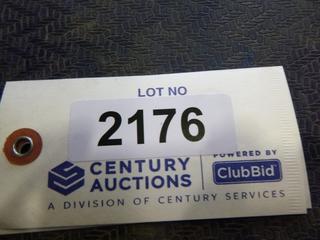 LOT NO
2176
CENTURY
AUCTIONS
POWERED BY
ClubBid
A DIVISION OF CENTURY SERVICES